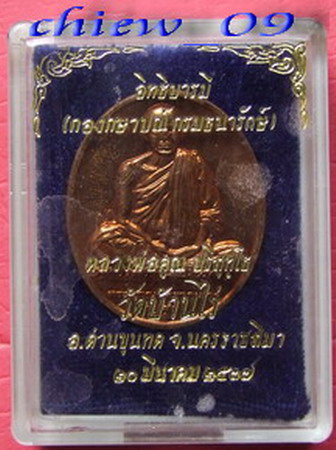 chiew_09
อิทธิบารมี
(กองกษาปณ์ กรมธนารักษ์)
หลวงพ่อคูณ ปริสุทโธ
วัดบ้านไร่
อ.ด่านขุนทด จ.นครราชสีมา
๒๐ มีนาคม ๒๕๓๗